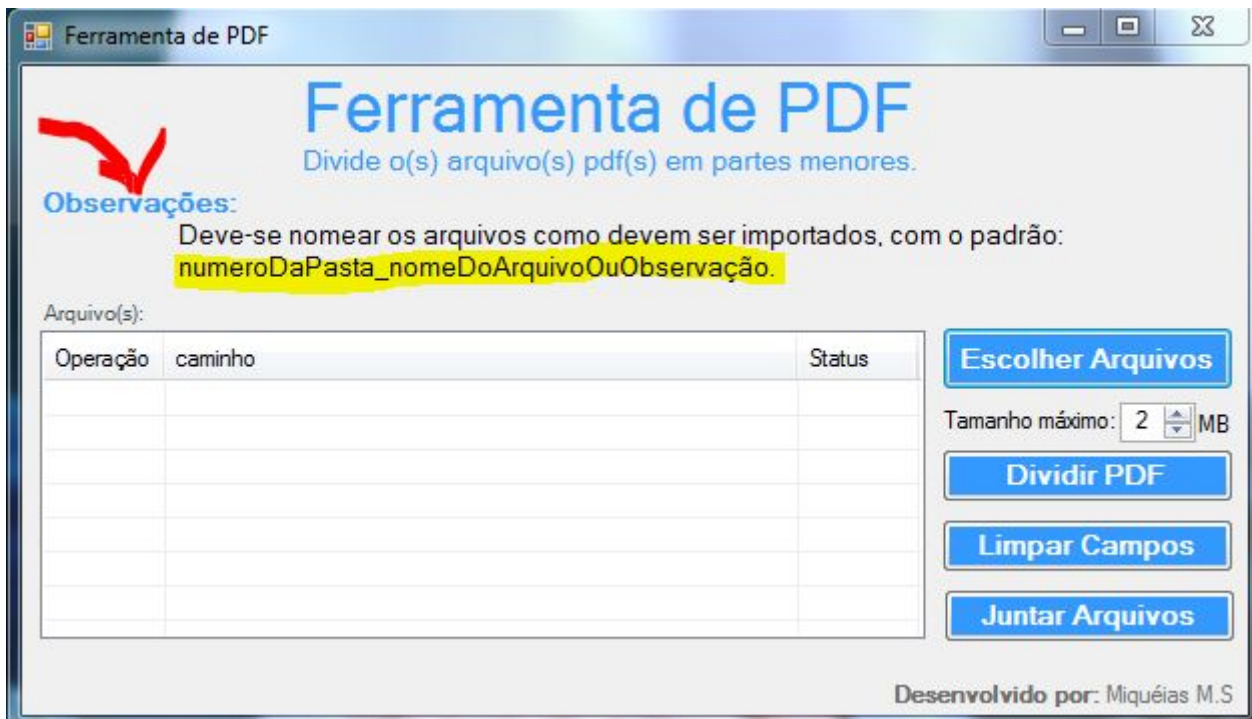 Ferramenta de PDF
Ferramenta de PDF
Divide o(s) arquivo(s) pdf(s) em partes menores.
Observações:
Deve-se nomear os arquivos como devem ser importados, com o padrão:
numeroDaPasta_nomeDoArquivoOuObservação.
Arquivo(s):
Operação caminho Status
Escolher Arquivos
Tamanho máximo: 2 MB
Dividir PDF
Limpar Campos
Juntar Arquivos
Desenvolvido por: Miquéias M.S